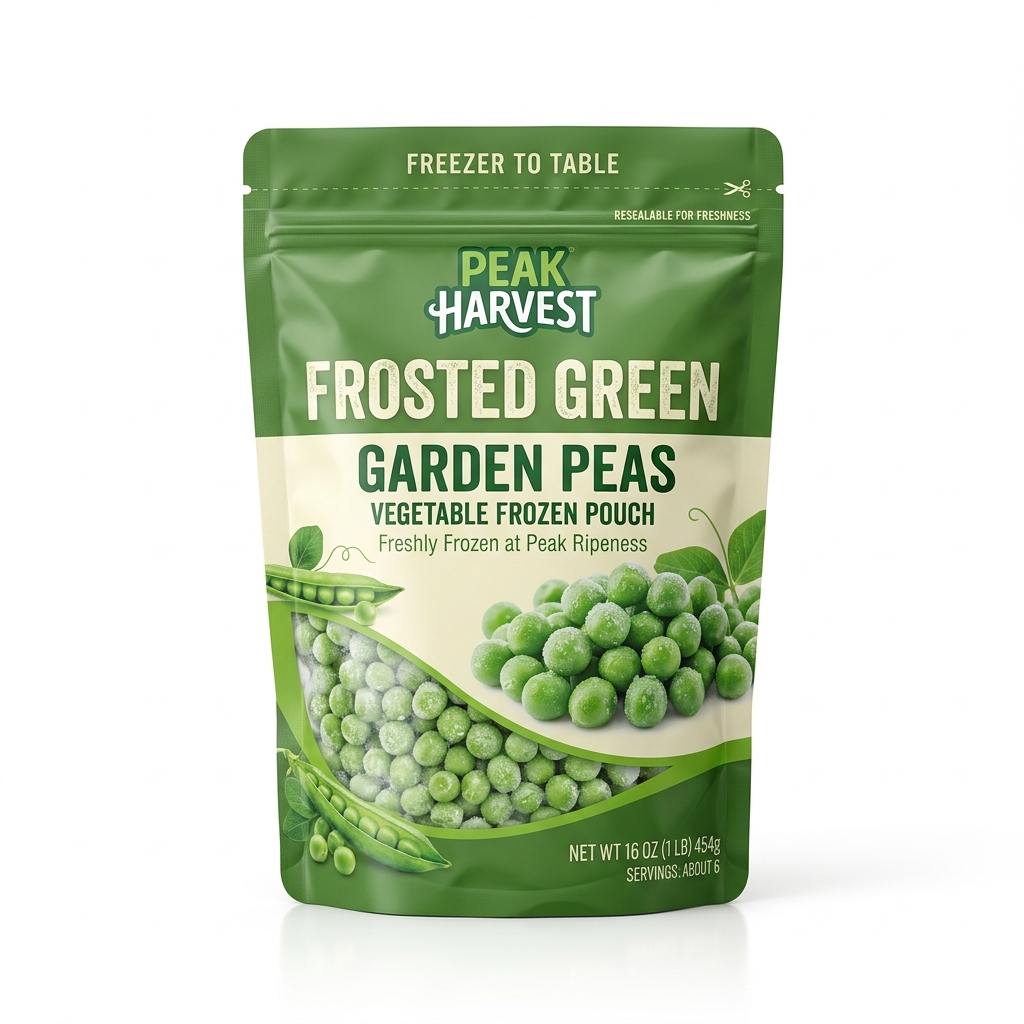 FREEZER TO TABLE
RESEALABLE FOR FRESHNESS
PEAK
HARVEST
FROSTED GREEN
GARDEN PEAS
VEGETABLE FROZEN POUCH
Freshly Frozen at Peak Ripeness
NET WT 16 OZ (1 LB) 454g
SERVINGS: ABOUT 6